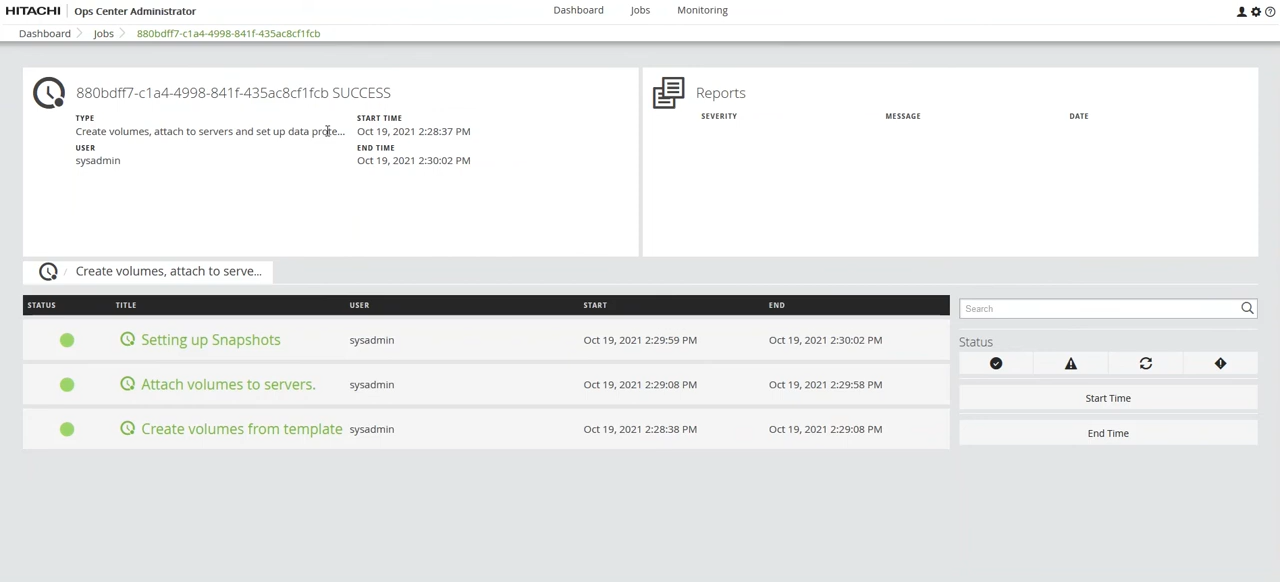 HITACHI | Ops Center Administrator
Dashboard Jobs Monitoring
Dashboard Jobs 880bdff7-c1a4-4998-841f-435ac8cf1fcb
880bdff7-c1a4-4998-841f-435ac8cf1fcb SUCCESS
TYPE
Create volumes, attach to servers and set up data prote...
USER
sysadmin
START TIME
Oct 19, 2021 2:28:37 PM
END TIME
Oct 19, 2021 2:30:02 PM
Reports
SEVERITY MESSAGE DATE
/ Create volumes, attach to serve...
STATUS TITLE USER START END
Setting up Snapshots sysadmin Oct 19, 2021 2:29:59 PM Oct 19, 2021 2:30:02 PM
Attach volumes to servers. sysadmin Oct 19, 2021 2:29:08 PM Oct 19, 2021 2:29:58 PM
Create volumes from template sysadmin Oct 19, 2021 2:28:38 PM Oct 19, 2021 2:29:08 PM
Search
Status
Start Time
End Time